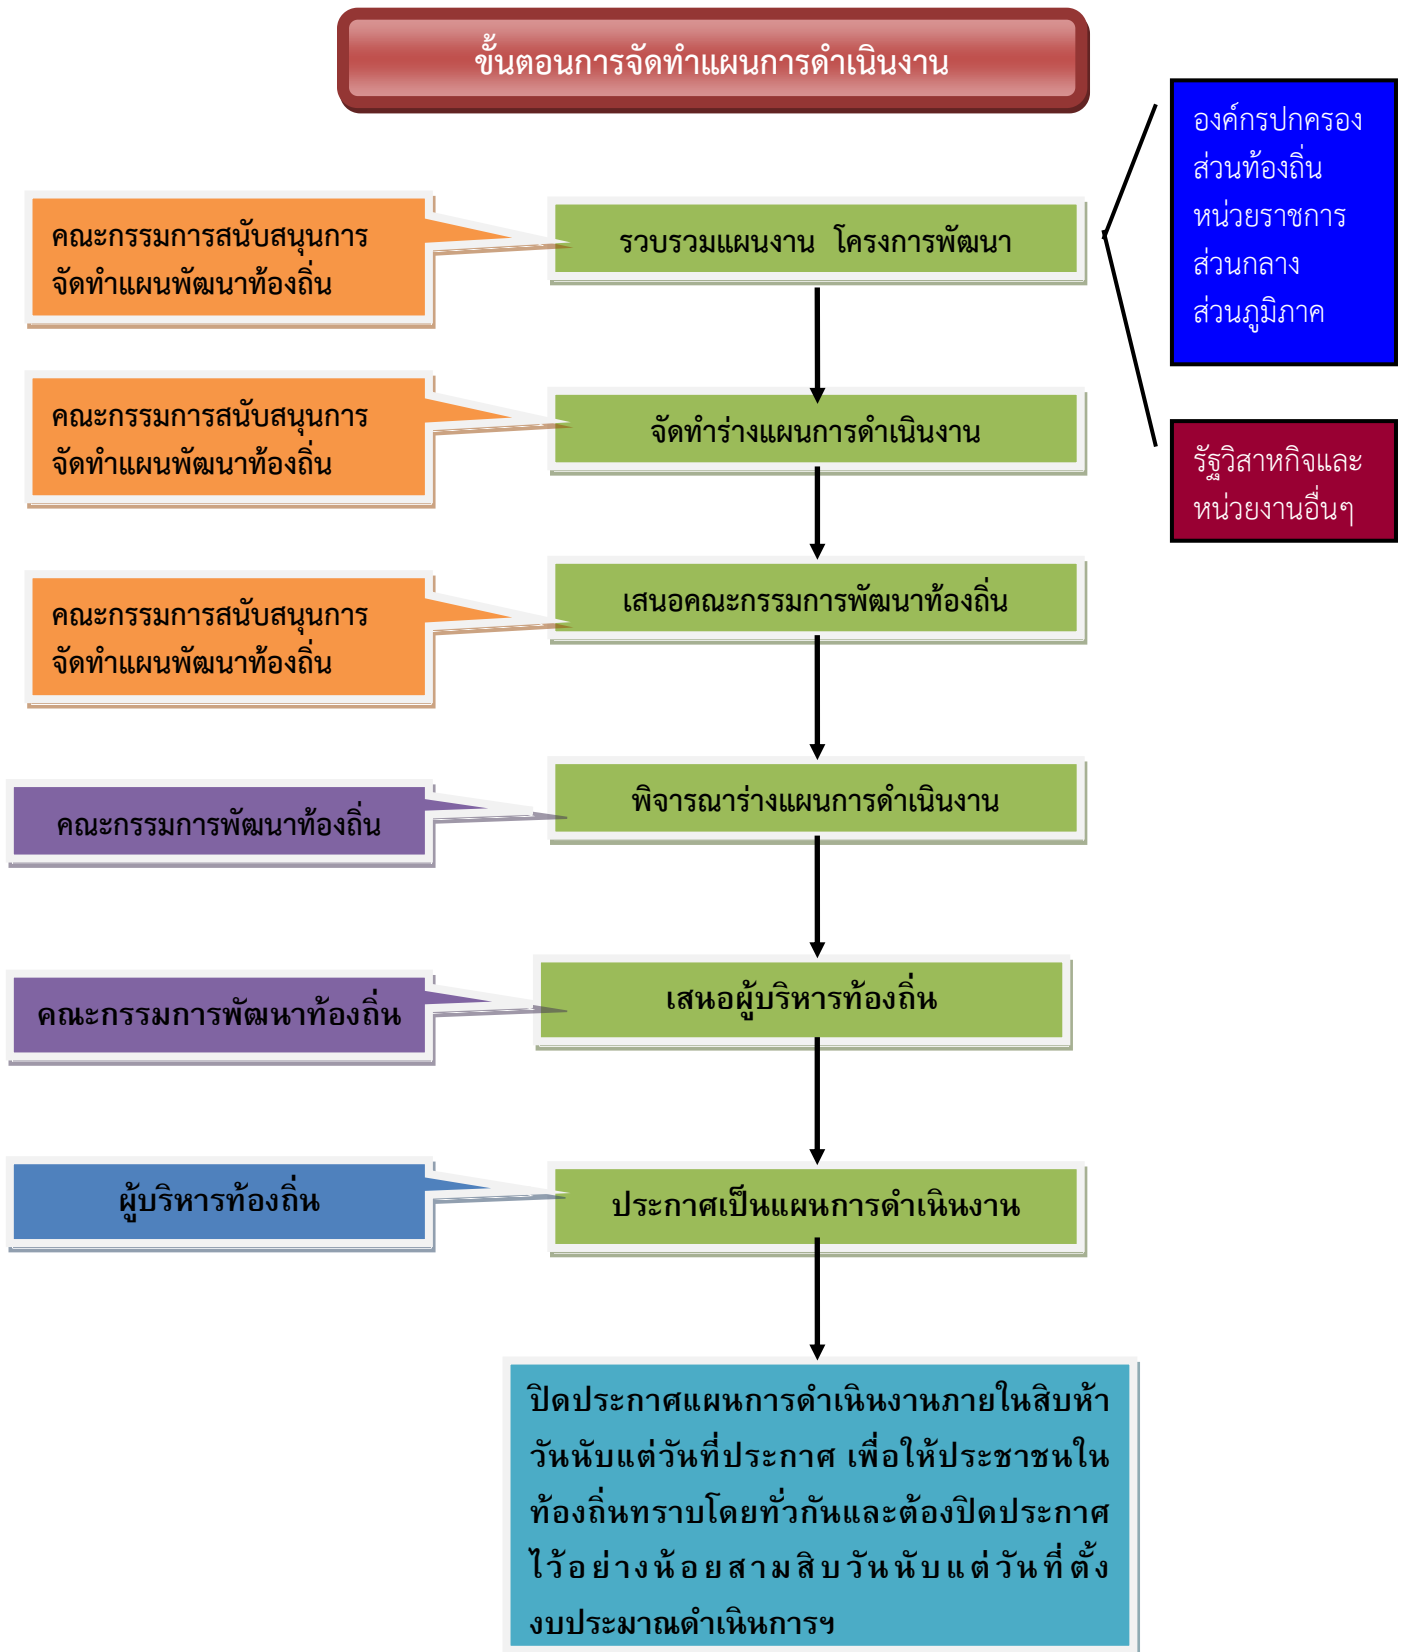 ขั้นตอนการจัดทำแผนการดำเนินงาน
องค์กรปกครอง
ส่วนท้องถิ่น
หน่วยราชการ
ส่วนกลาง
ส่วนภูมิภาค
คณะกรรมการสนับสนุนการ
จัดทำแผนพัฒนาท้องถิ่น
รวบรวมแผนงาน โครงการพัฒนา
คณะกรรมการสนับสนุนการ
จัดทำแผนพัฒนาท้องถิ่น
จัดทำร่างแผนการดำเนินงาน
รัฐวิสาหกิจและ
หน่วยงานอื่นๆ
คณะกรรมการสนับสนุนการ
จัดทำแผนพัฒนาท้องถิ่น
เสนอคณะกรรมการพัฒนาท้องถิ่น
คณะกรรมการพัฒนาท้องถิ่น
พิจารณาร่างแผนการดำเนินงาน
คณะกรรมการพัฒนาท้องถิ่น
เสนอผู้บริหารท้องถิ่น
ผู้บริหารท้องถิ่น
ประกาศเป็นแผนการดำเนินงาน
ปิดประกาศแผนการดำเนินงานภายในสิบห้า
วันนับแต่วันที่ประกาศ เพื่อให้ประชาชนใน
ท้องถิ่นทราบโดยทั่วกันและต้องปิดประกาศ
ไว้อย่างน้อยสามสิบวันนับแต่วันที่ตั้ง
งบประมาณดำเนินการฯ